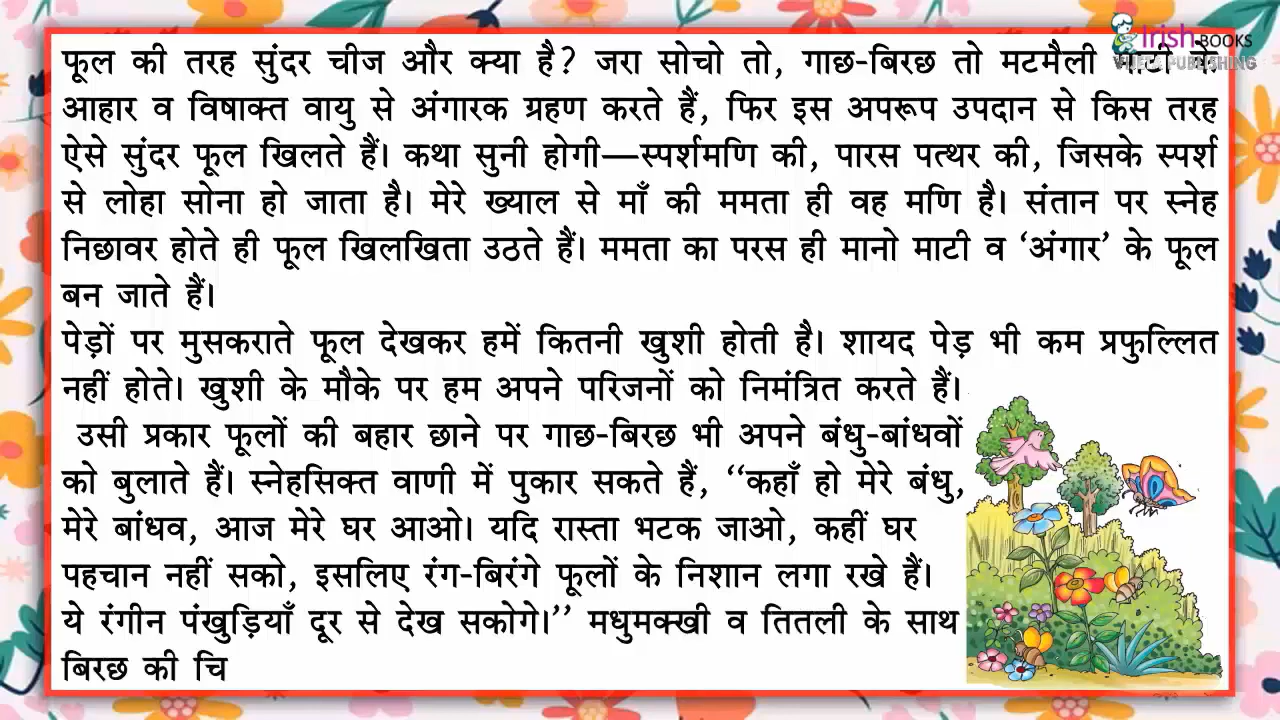 Irish BOOKS
फूल की तरह सुंदर चीज और क्या है? जरा सोचो तो, गाछ-बिरछ तो मटमैली माटी के
आहार व विषाक्त वायु से अंगारक ग्रहण करते हैं, फिर इस अपरूप उपदान से किस तरह
ऐसे सुंदर फूल खिलते हैं। कथा सुनी होगी—स्पर्शमणि की, पारस पत्थर की, जिसके स्पर्श
से लोहा सोना हो जाता है। मेरे ख्याल से माँ की ममता ही वह मणि है। संतान पर स्नेह
निछावर होते ही फूल खिलखिता उठते हैं। ममता का परस ही मानो माटी व ‘अंगार’ के फूल
बन जाते हैं।
पेड़ों पर मुसकराते फूल देखकर हमें कितनी खुशी होती है। शायद पेड़ भी कम प्रफुल्लित
नहीं होते। खुशी के मौके पर हम अपने परिजनों को निमंत्रित करते हैं।
उसी प्रकार फूलों की बहार छाने पर गाछ-बिरछ भी अपने बंधु-बांधवों
को बुलाते हैं। स्नेहसिक्त वाणी में पुकार सकते हैं, ‘‘कहाँ हो मेरे बंधु,
मेरे बांधव, आज मेरे घर आओ। यदि रास्ता भटक जाओ, कहीं घर
पहचान नहीं सको, इसलिए रंग-बिरंगे फूलों के निशान लगा रखे हैं।
ये रंगीन पंखुड़ियाँ दूर से देख सकोगे।’’ मधुमक्खी व तितली के साथ
बिरछ की चि